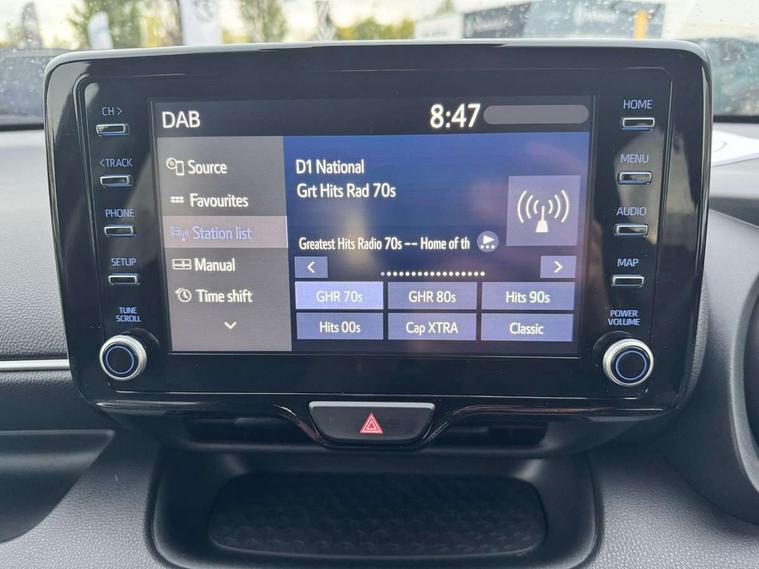 DAB
8:47
CH >
< TRACK
PHONE
SETUP
TUNE
SCROLL
Source
Favourites
Station list
Manual
Time shift
D1 National
Grt Hits Rad 70s
Greatest Hits Radio 70s -- Home of th
<
>
GHR 70s
GHR 80s
Hits 90s
Hits 00s
Cap XTRA
Classic
HOME
MENU
AUDIO
MAP
POWER
VOLUME